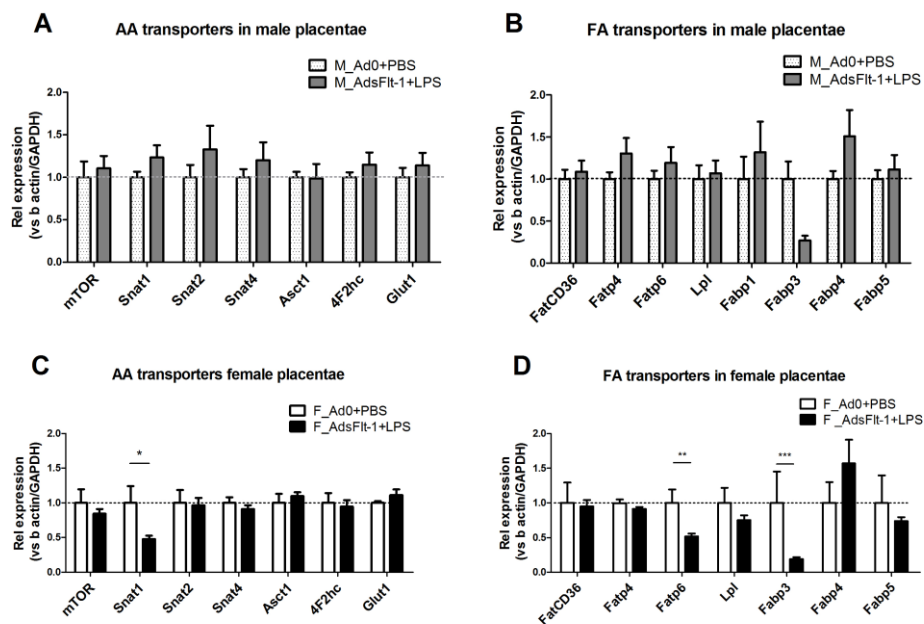 A
AA transporters in male placentae
M_Ad0+PBS
M_AdsFlt-1+LPS
Rel expression
(vs b actin/GAPDH)
2.0
1.5
1.0
0.5
0.0
mTOR
Snat1
Snat2
Snat4
Asct1
4F2hc
Glut1
B
FA transporters in male placentae
M_Ad0+PBS
M_AdsFlt-1+LPS
Rel expression
(vs b actin/GAPDH)
2.0
1.5
1.0
0.5
0.0
FatCD36
Fatp4
Fatp6
Lpl
Fabp1
Fabp3
Fabp4
Fabp5
C
AA transporters female placentae
F_Ad0+PBS
F_AdsFlt-1+LPS
Rel expression
(vs b actin/GAPDH)
2.0
1.5
1.0
0.5
0.0
*
mTOR
Snat1
Snat2
Snat4
Asct1
4F2hc
Glut1
D
FA transporters in female placentae
F_Ad0+PBS
F_AdsFlt-1+LPS
Rel expression
(vs b actin/GAPDH)
2.0
1.5
1.0
0.5
0.0
**
***
FatCD36
Fatp4
Fatp6
Lpl
Fabp3
Fabp4
Fabp5